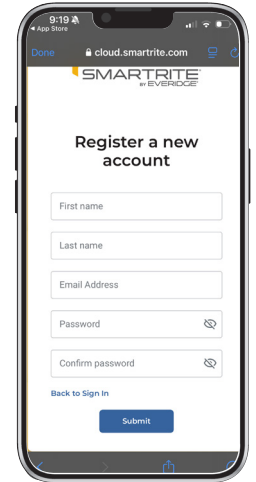 9:19
App Store
Done
cloud.smartrite.com
SMARTRITE
BY EVERIDGE
Register a new
account
First name
Last name
Email Address
Password
Confirm password
Back to Sign In
Submit